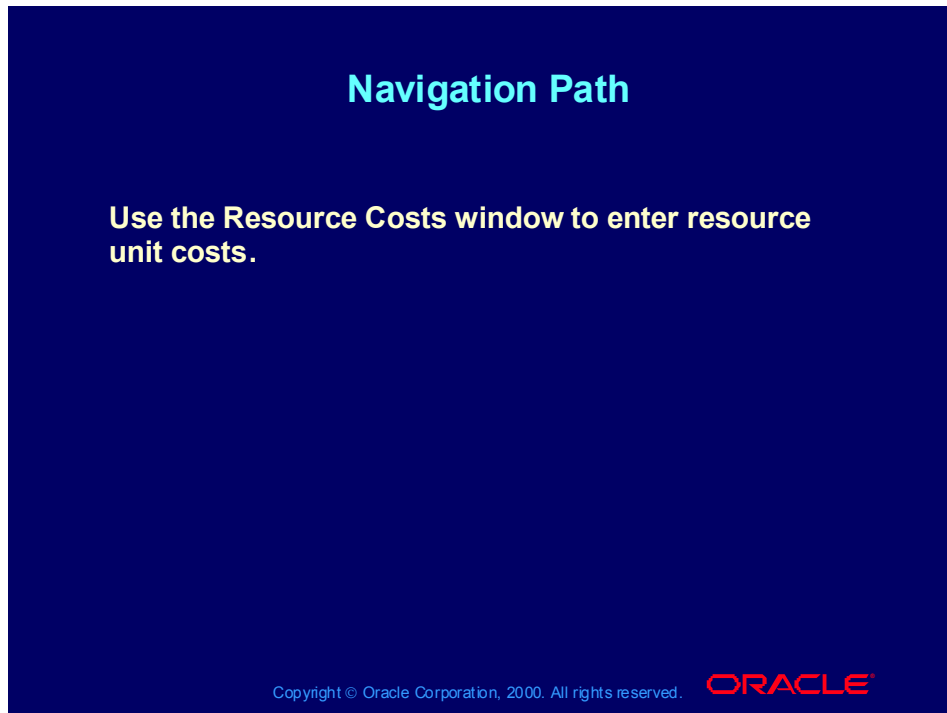 Navigation Path
Use the Resource Costs window to enter resource
unit costs.
Copyright © Oracle Corporation, 2000. All rights reserved.
ORACLE®